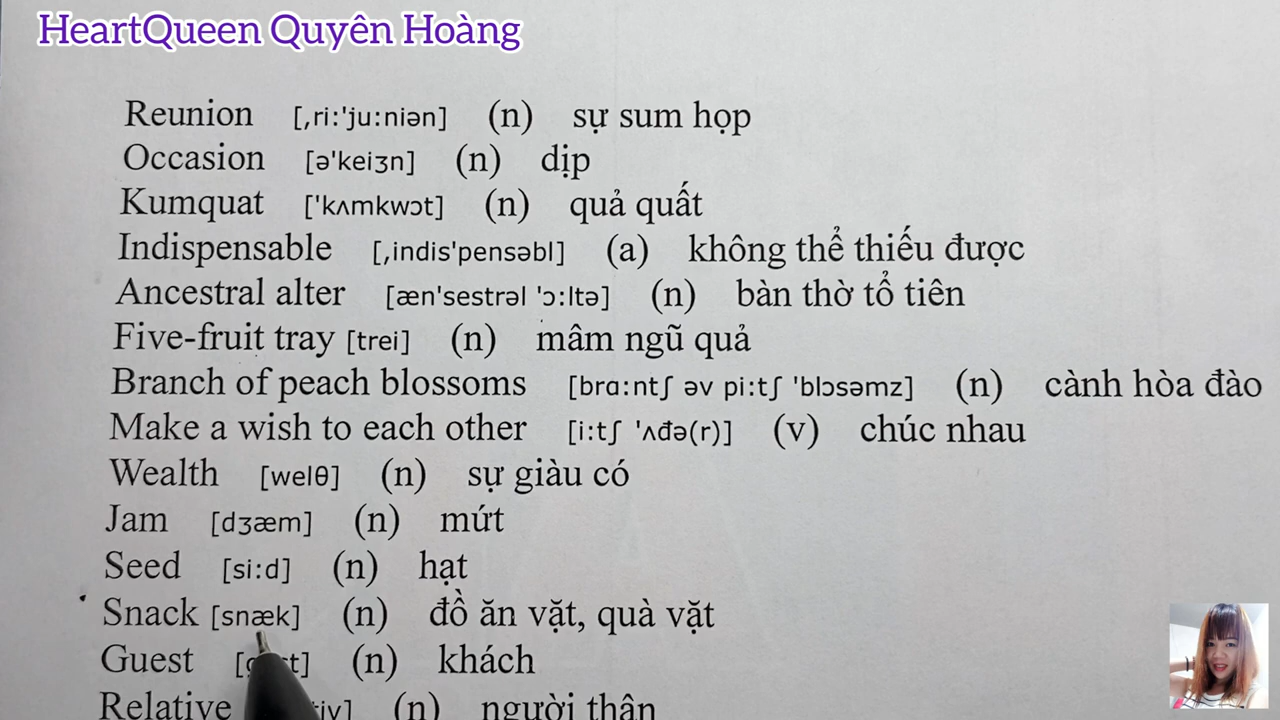 HeartQueen Quyên Hoàng
Reunion [,ri:'ju:niən] (n) sự sum họp
Occasion [ə'keiʒn] (n) dịp
Kumquat ['kʌmkwɔt] (n) quả quất
Indispensable [,indis'pensəbl] (a) không thể thiếu được
Ancestral alter [æn'sestrəl 'ɔ:ltə] (n) bàn thờ tổ tiên
Five-fruit tray [trei] (n) mâm ngũ quả
Branch of peach blossoms [brɑ:ntʃ əv pi:tʃ 'blɔsəmz] (n) cành hòa đào
Make a wish to each other [i:tʃ 'ʌđə(r)] (v) chúc nhau
Wealth [welθ] (n) sự giàu có
Jam [dʒæm] (n) mứt
Seed [si:d] (n) hạt
Snack [snæk] (n) đồ ăn vặt, quà vặt
Guest (n) khách
Relative (n) người thân